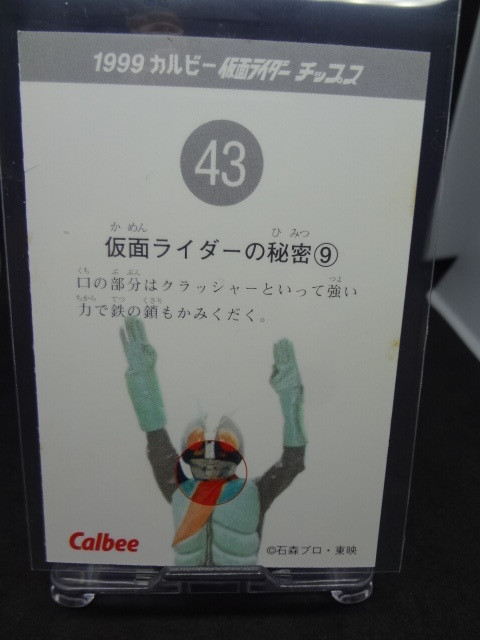 1999 カルビー 仮面ライダー チップス
43
かめん ひみつ
仮面ライダーの秘密⑨
くち ぶ ぶん つよ
口の部分はクラッシャーといって強い
ちから てつ くさり
力で鉄の鎖もかみくだく。
Calbee
©石森プロ・東映